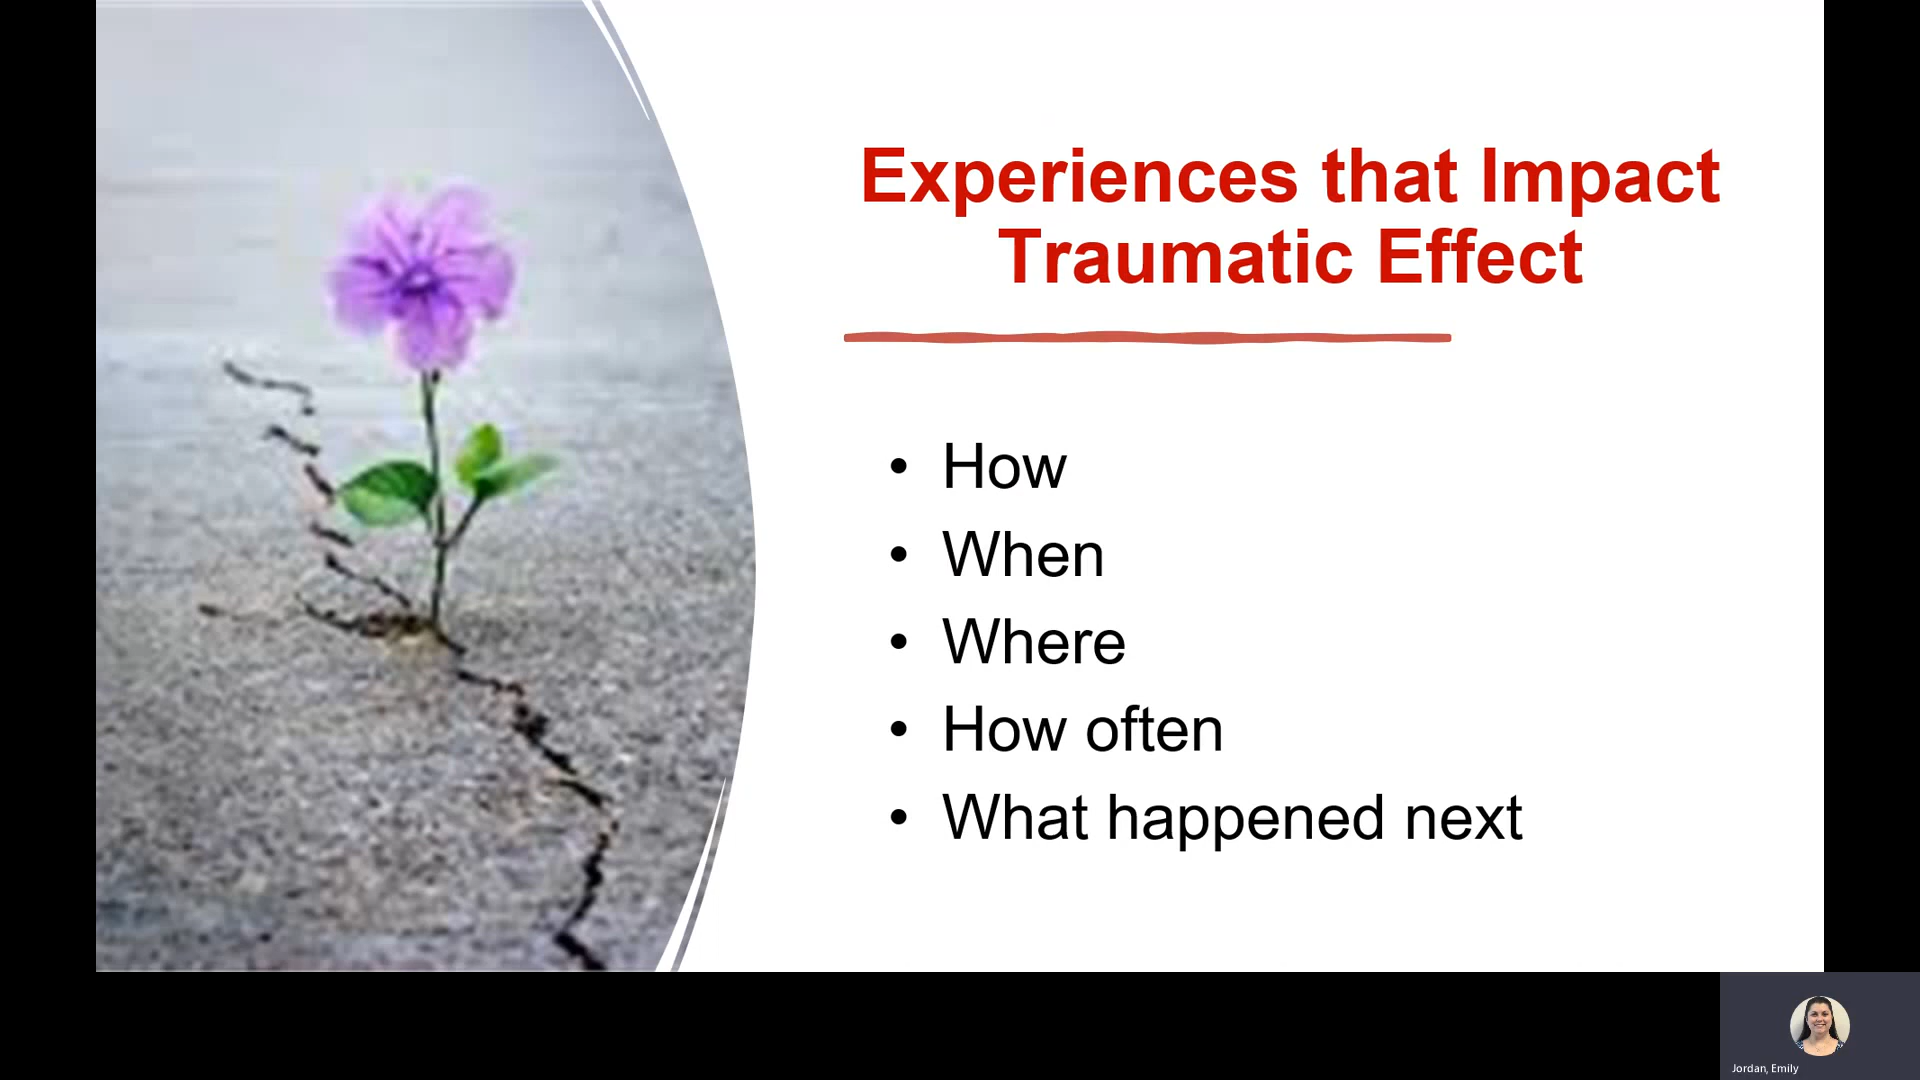 Experiences that Impact
Traumatic Effect
• How
• When
• Where
• How often
• What happened next
Jordan, Emily